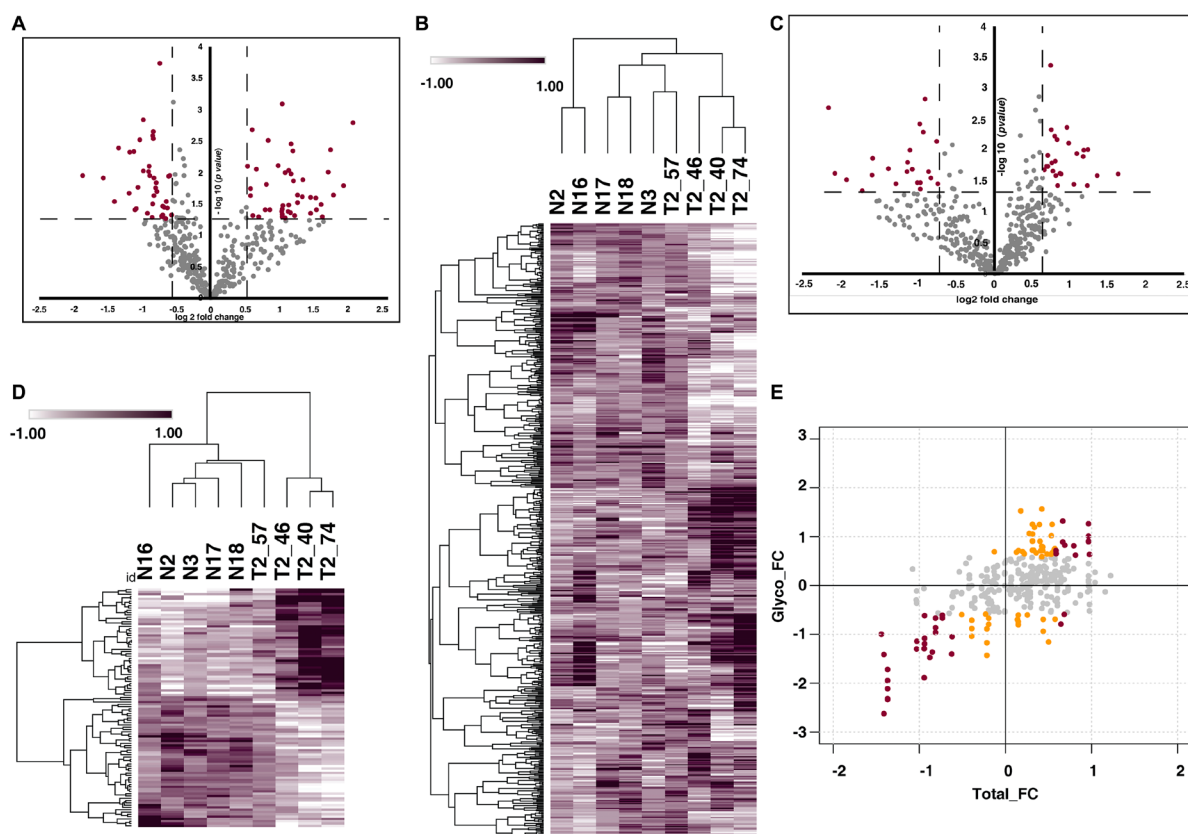 A
4
3.5
3
2.5
2
1.5
1
0.5
0
- log 10 (p value)
-2.5 -2 -1.5 -1 -0.5 0 0.5 1 1.5 2 2.5
log 2 fold change
B
-1.00 1.00
N2 N16 N17 N18 N3 T2_57 T2_46 T2_40 T2_74
C
4
3.5
3
2.5
2
1.5
1
0.5
0
-log 10 (pvalue)
-2.5 -2 -1.5 -1 -0.5 0 0.5 1 1.5 2 2.5
log2 fold change
D
-1.00 1.00
id
N16 N2 N3 N17 N18 T2_57 T2_46 T2_40 T2_74
E
3
2
1
0
-1
-2
-3
Glyco_FC
-2 -1 0 1 2
Total_FC